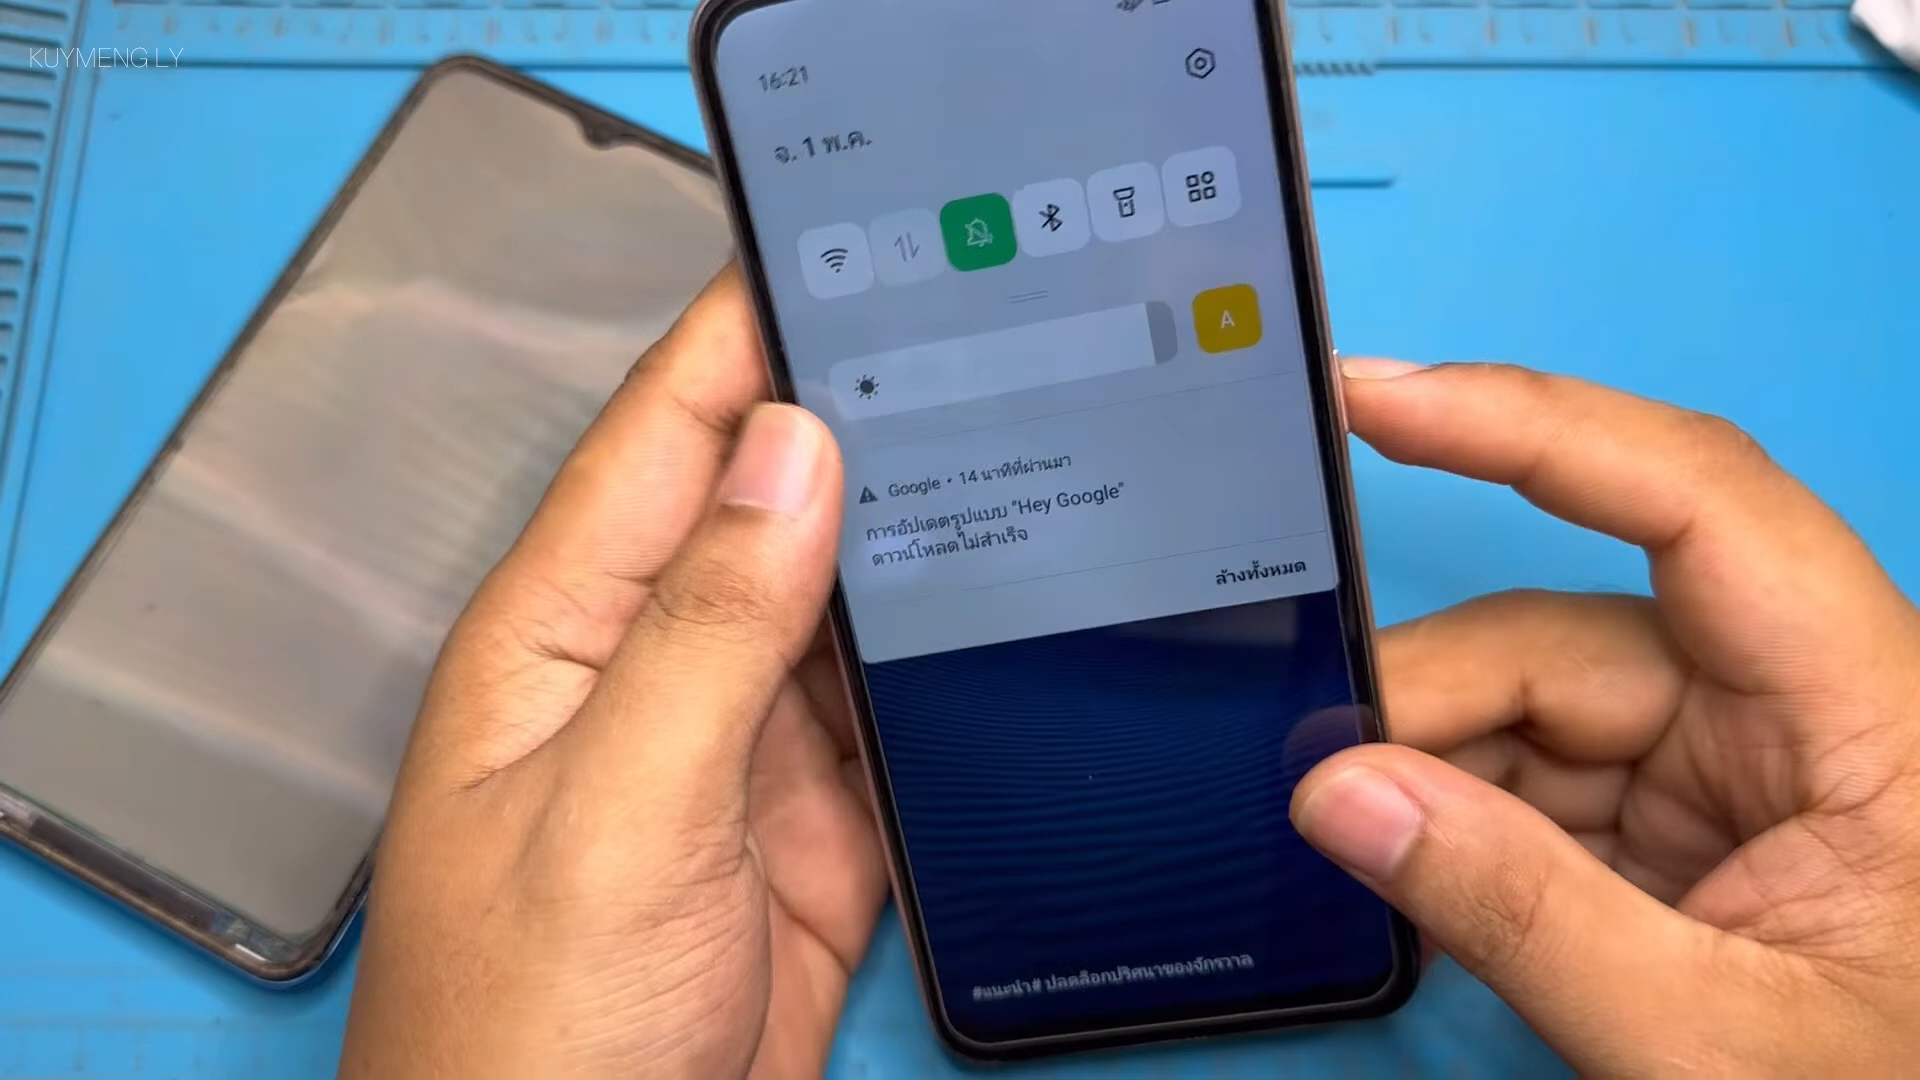 KUYMENG LY
16:21
จ. 1 พ.ค.
A
Google • 14 นาทีที่ผ่านมา
การอัปเดตรูปแบบ "Hey Google"
ดาวน์โหลดไม่สำเร็จ
ล้างทั้งหมด
#แนะนำ# ปลดล็อกปริศนาของจักรวาล